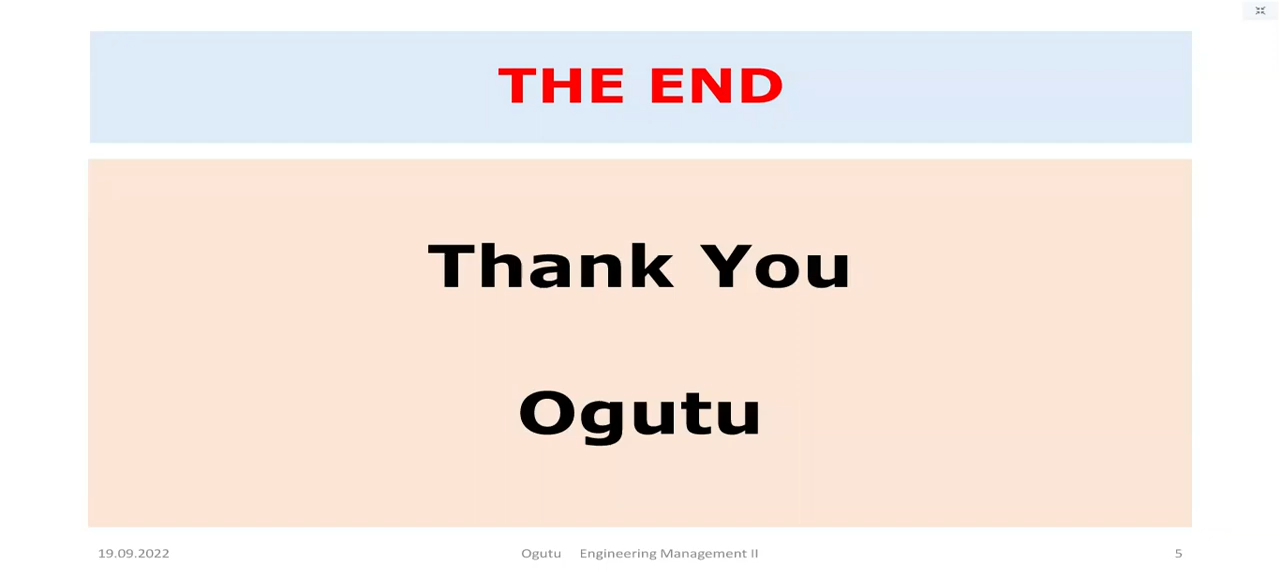 THE END
Thank You
Ogutu
19.09.2022 Ogutu Engineering Management II 5